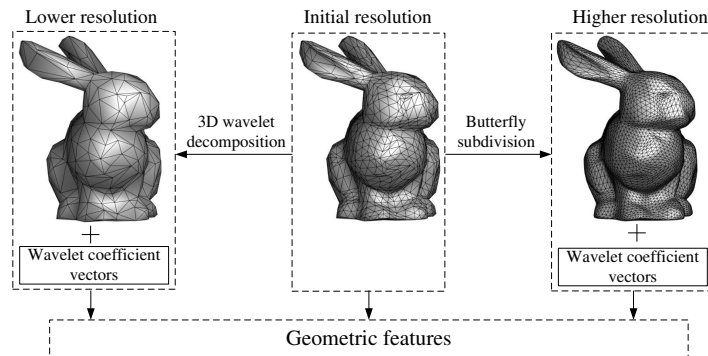 Lower resolution
Initial resolution
Higher resolution
3D wavelet
decomposition
Butterfly
subdivision
+
Wavelet coefficient
vectors
+
Wavelet coefficient
vectors
Geometric features